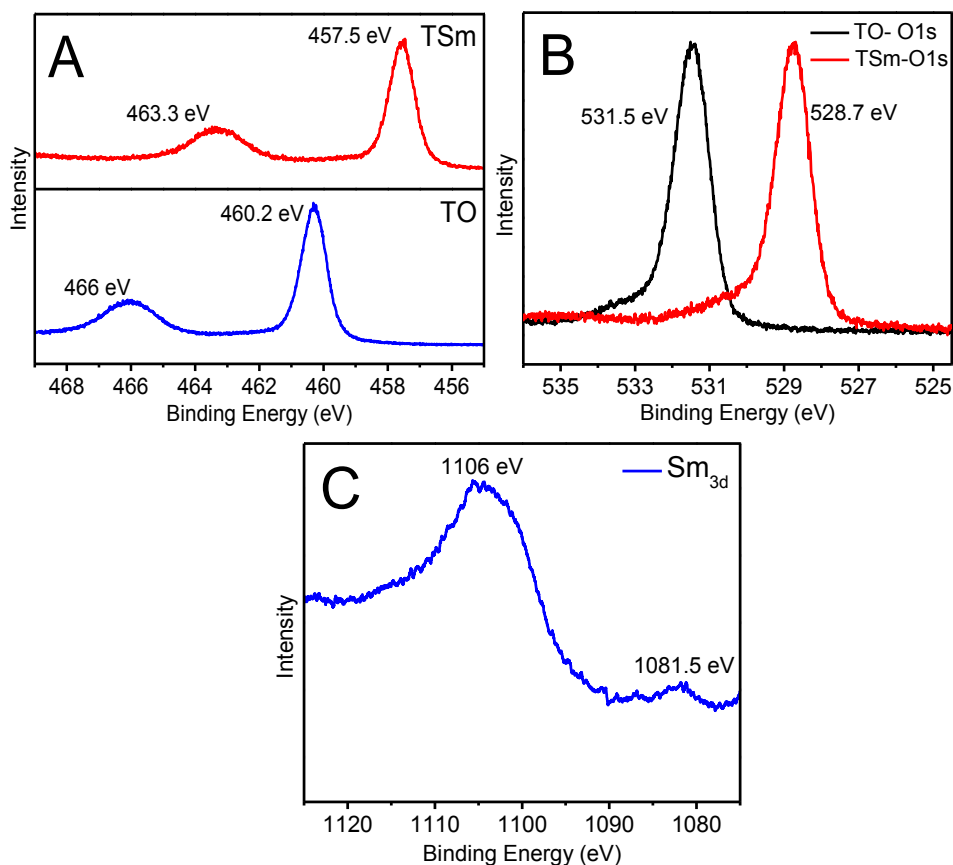 A
457.5 eV
TSm
463.3 eV
460.2 eV
TO
466 eV
Intensity
468 466 464 462 460 458 456
Binding Energy (eV)
B
TO- O1s
TSm-O1s
531.5 eV
528.7 eV
Intensity
535 533 531 529 527 525
Binding Energy (eV)
C
1106 eV
Sm3d
1081.5 eV
Intensity
1120 1110 1100 1090 1080
Binding Energy (eV)